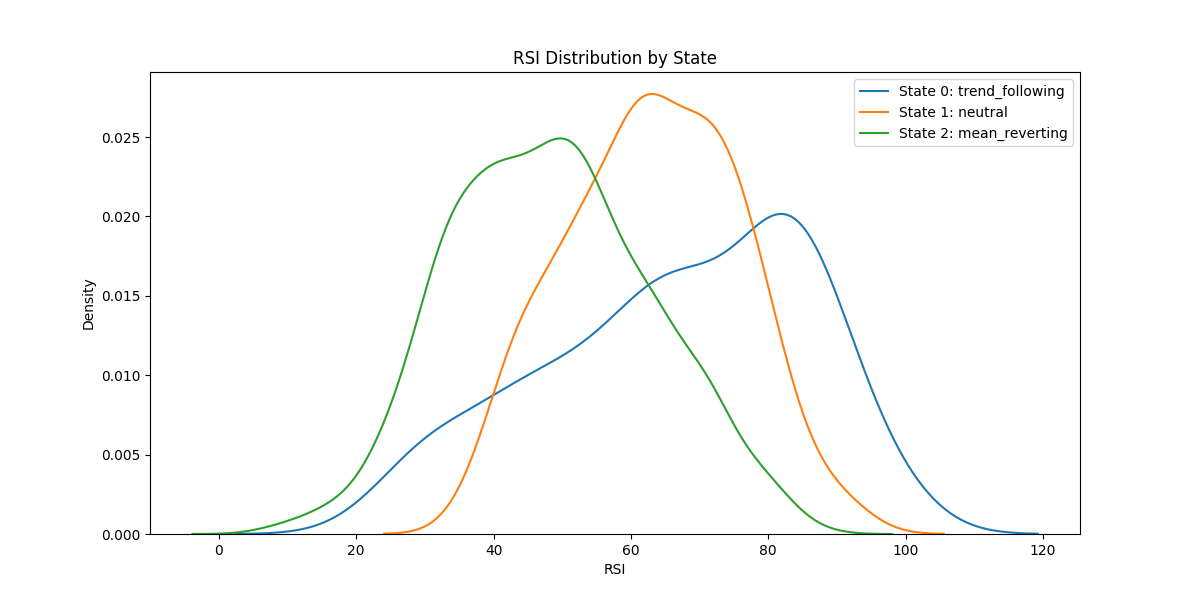 RSI Distribution by State
State 0: trend_following
State 1: neutral
State 2: mean_reverting
Density
0.025
0.020
0.015
0.010
0.005
0.000
0 20 40 60 80 100 120
RSI